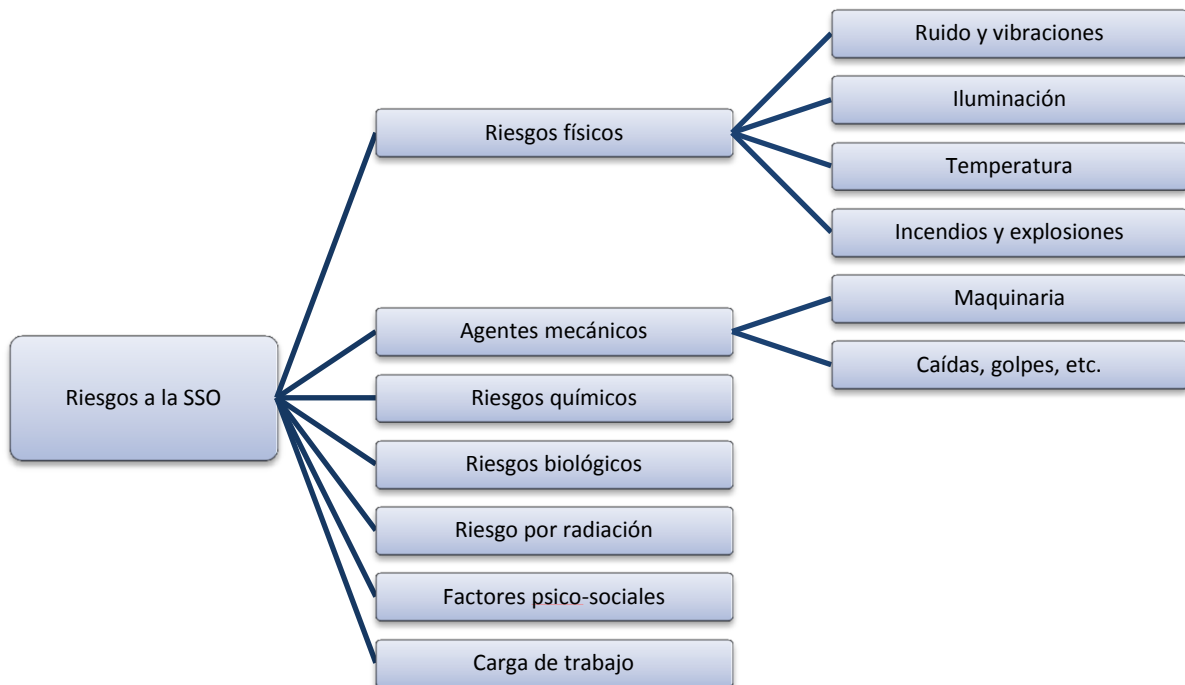 Riesgos a la SSO
Riesgos físicos
Ruido y vibraciones
Iluminación
Temperatura
Incendios y explosiones
Agentes mecánicos
Maquinaria
Caídas, golpes, etc.
Riesgos químicos
Riesgos biológicos
Riesgo por radiación
Factores psico-sociales
Carga de trabajo